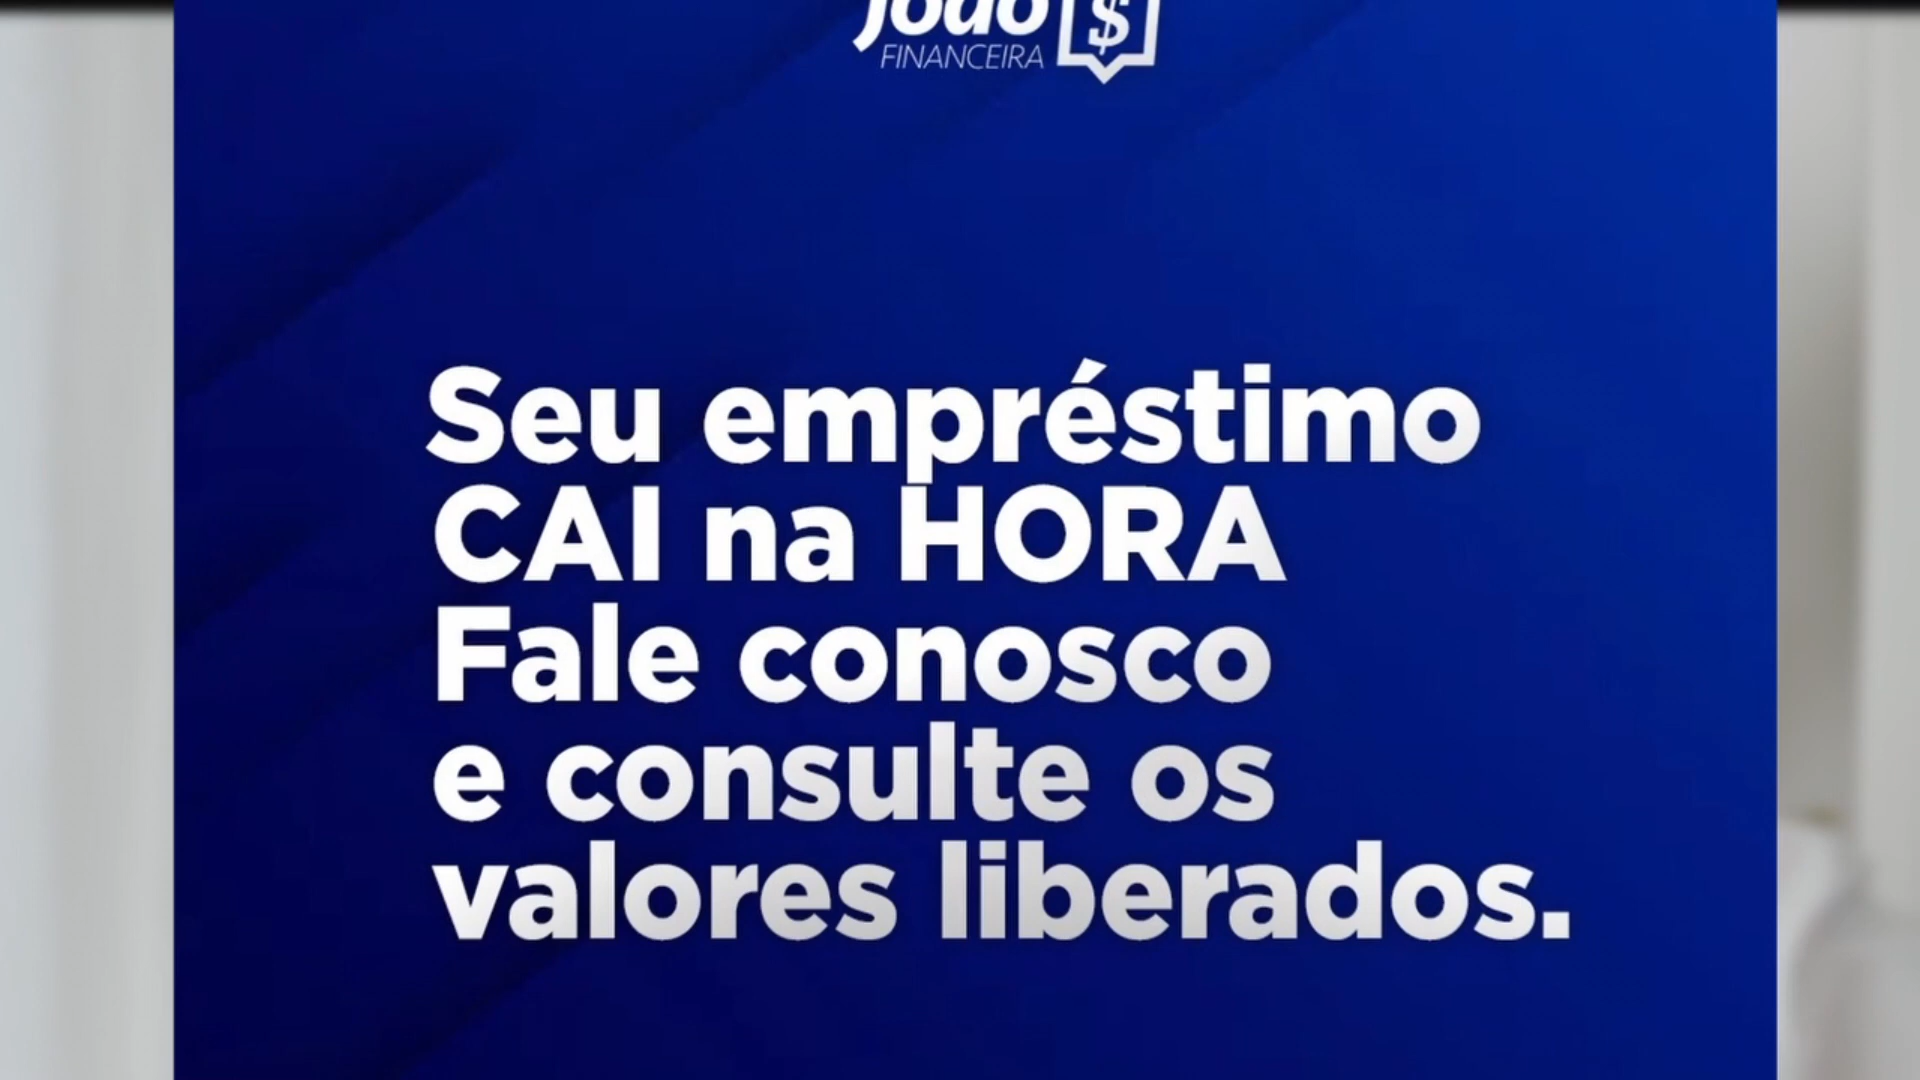 João
FINANCEIRA
Seu empréstimo
CAI na HORA
Fale conosco
e consulte os
valores liberados.